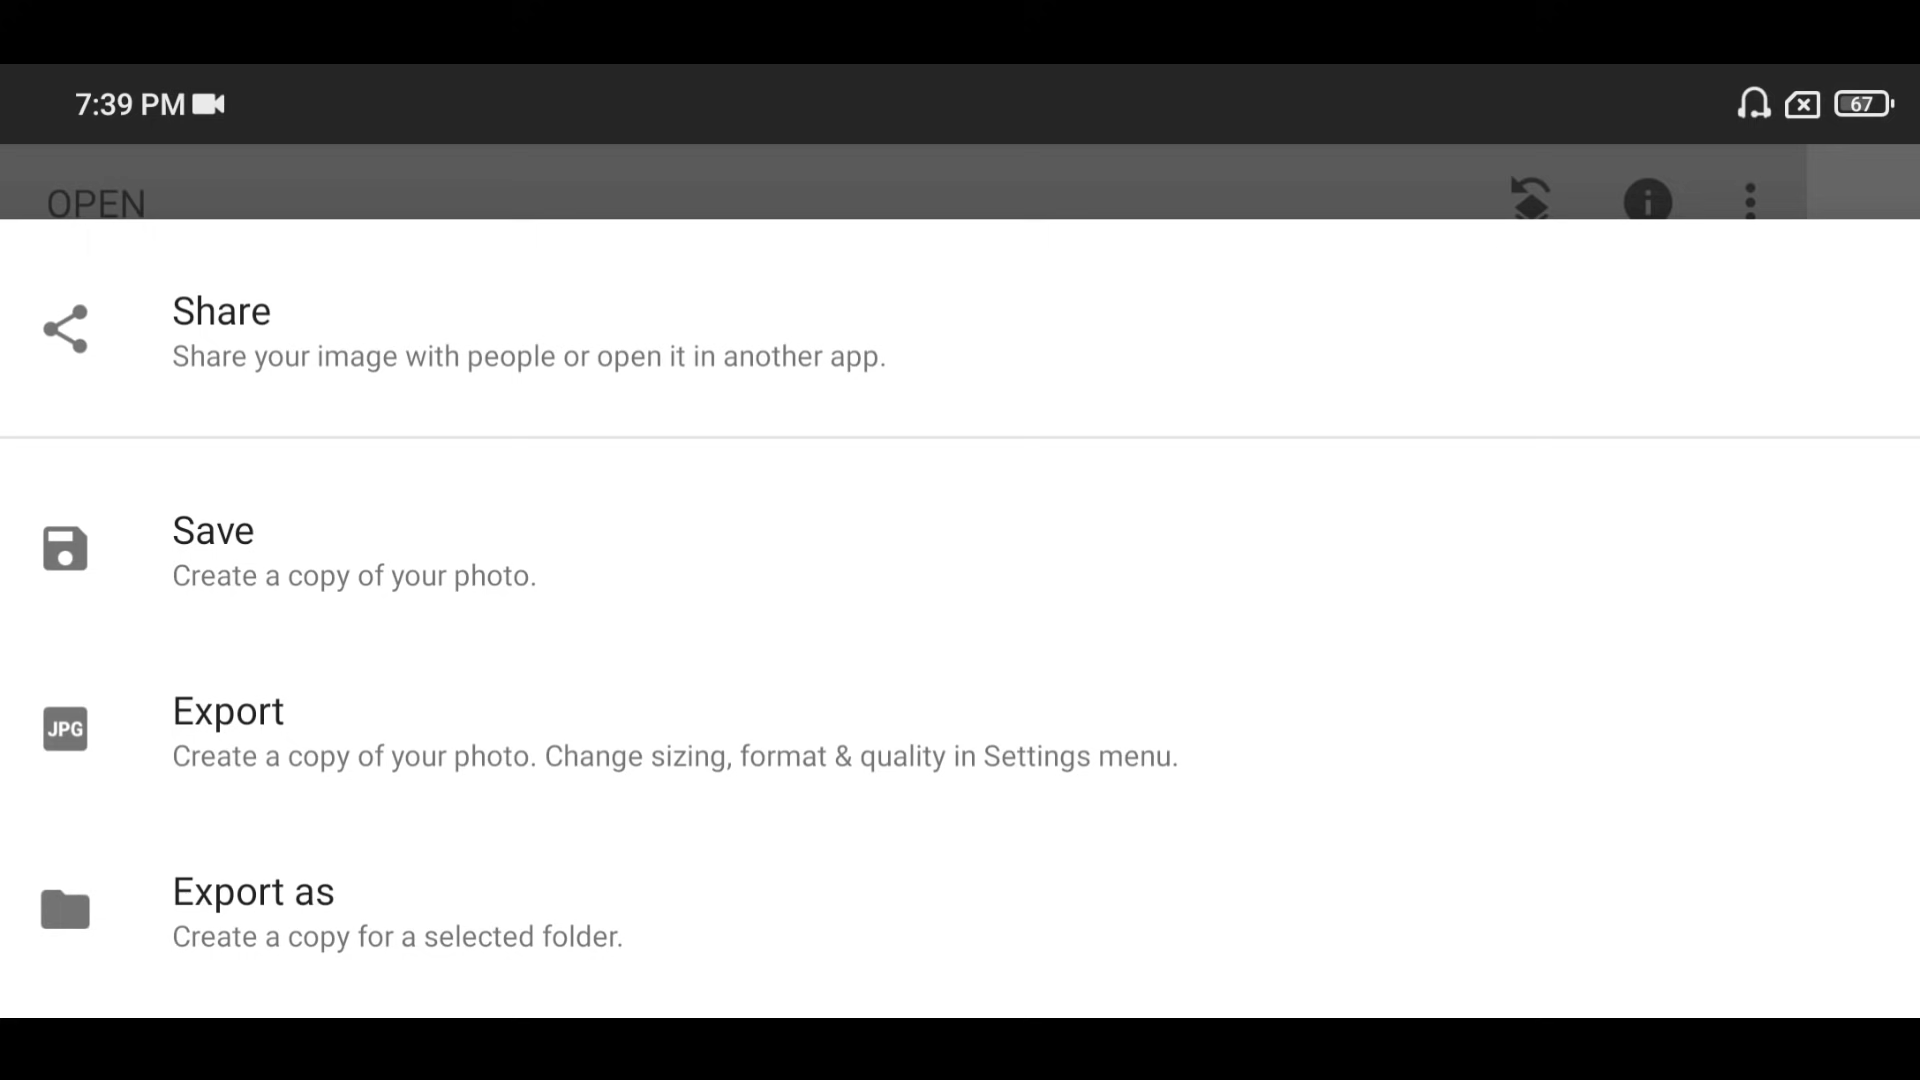 7:39 PM
67
OPEN
Share
Share your image with people or open it in another app.
Save
Create a copy of your photo.
JPG
Export
Create a copy of your photo. Change sizing, format & quality in Settings menu.
Export as
Create a copy for a selected folder.